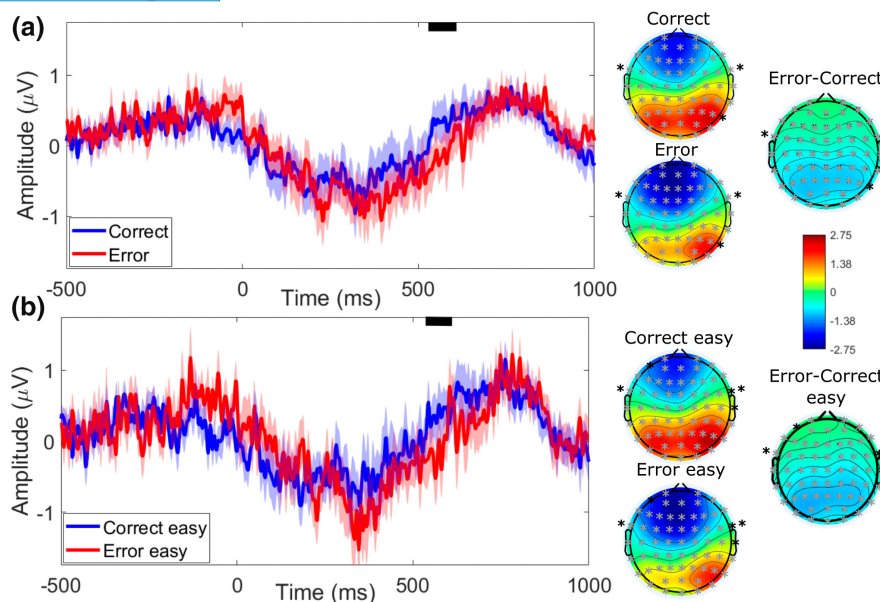 (a)
Amplitude (μV)
1
0
-1
Correct
Error
-500
0
500
1000
Time (ms)
Correct
Error
Error-Correct
2.75
1.38
0
-1.38
-2.75
(b)
Amplitude (μV)
1
0
-1
Correct easy
Error easy
-500
0
500
1000
Time (ms)
Correct easy
Error easy
Error-Correct
easy